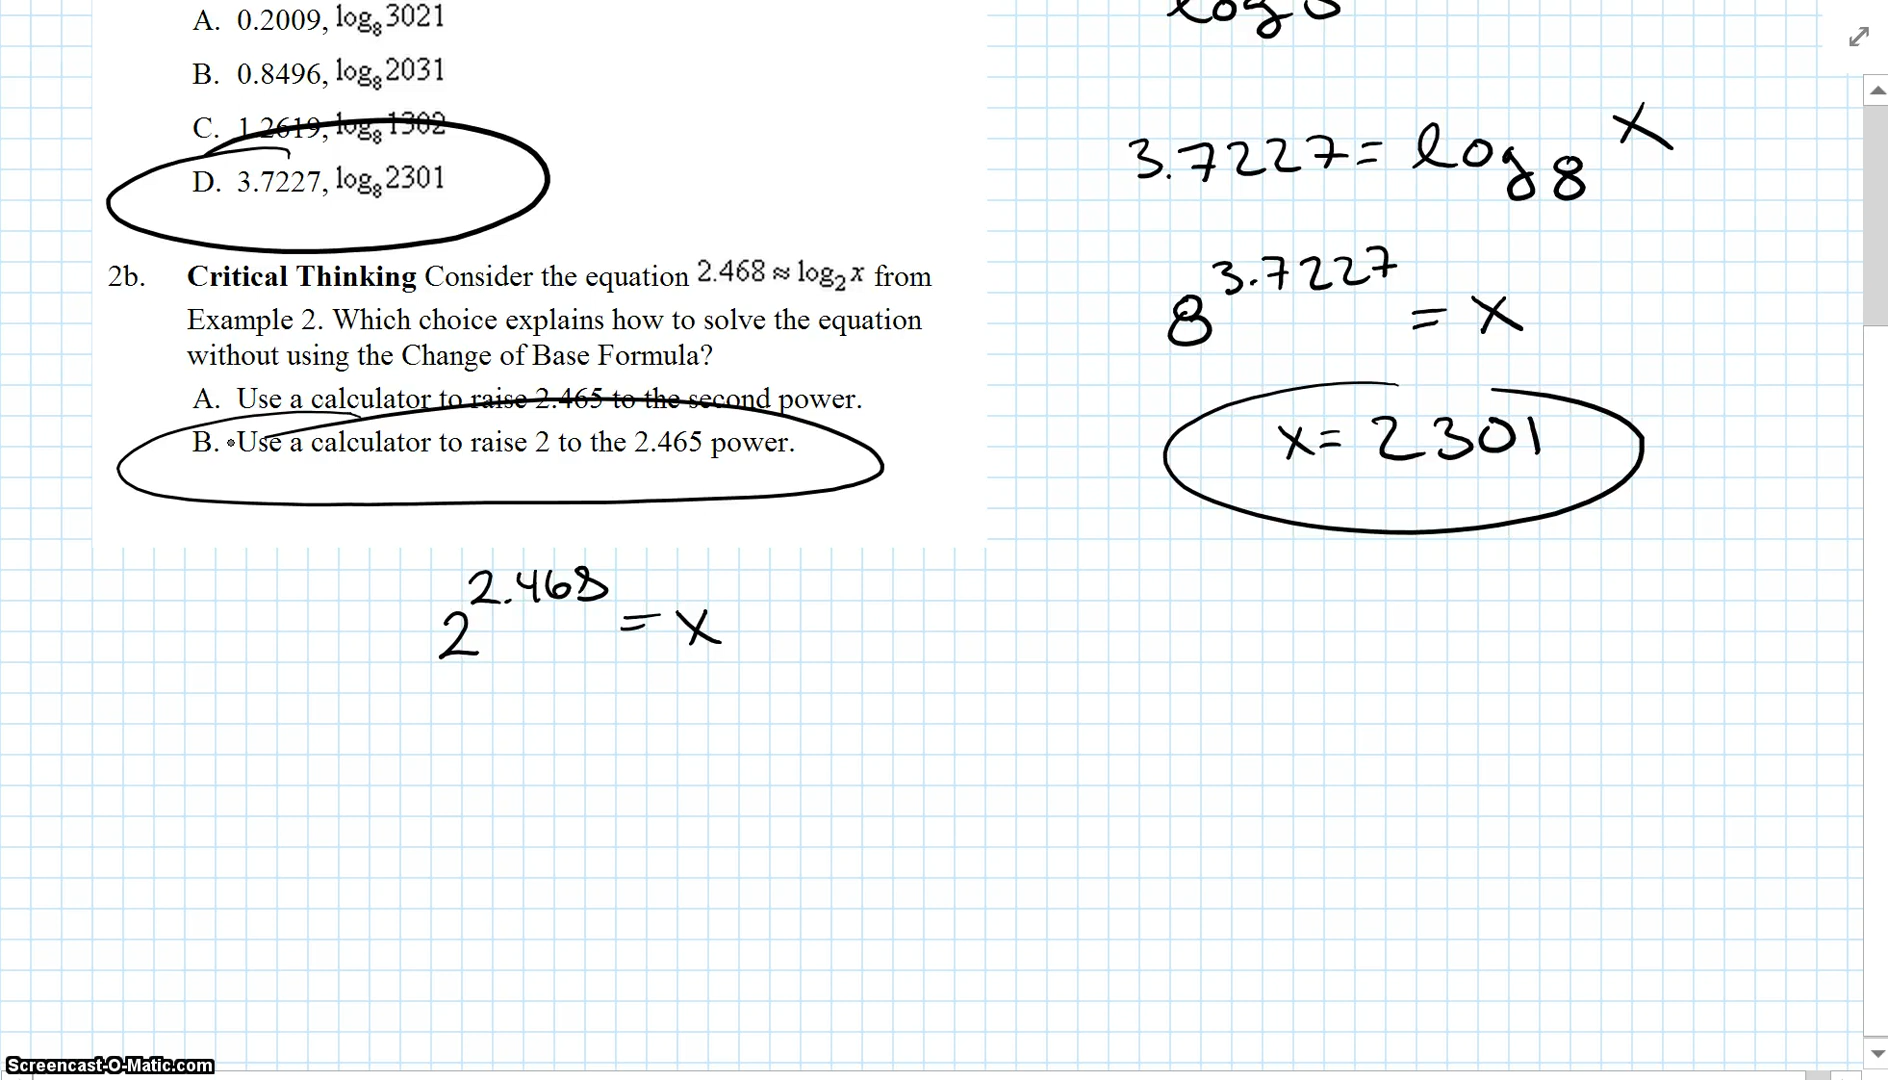 A. 0.2009, log₈3021
B. 0.8496, log₈2031
C. 1.2619, log₈1302
D. 3.7227, log₈2301
2b. Critical Thinking Consider the equation 2.468 ≈ log₂x from
Example 2. Which choice explains how to solve the equation
without using the Change of Base Formula?
A. Use a calculator to raise 2.465 to the second power.
B. Use a calculator to raise 2 to the 2.465 power.
2^2.468 = x
3.7227 = log₈ x
8^3.7227 = x
x = 2301
Screencast-O-Matic.com